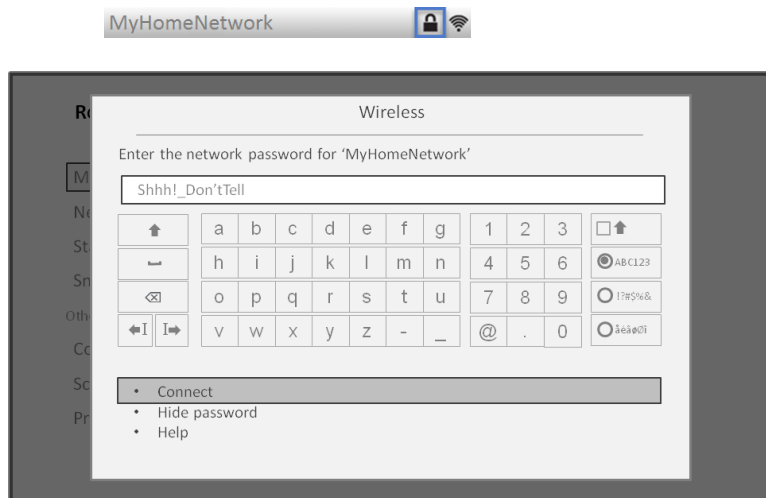 MyHomeNetwork
Wireless
Enter the network password for ‘MyHomeNetwork’
Shhh!_Don’tTell
a b c d e f g 1 2 3
h i j k l m n 4 5 6 ABC123
o p q r s t u 7 8 9 !?#$%&
v w x y z - _ @ . 0 åéãøØî
• Connect
• Hide password
• Help